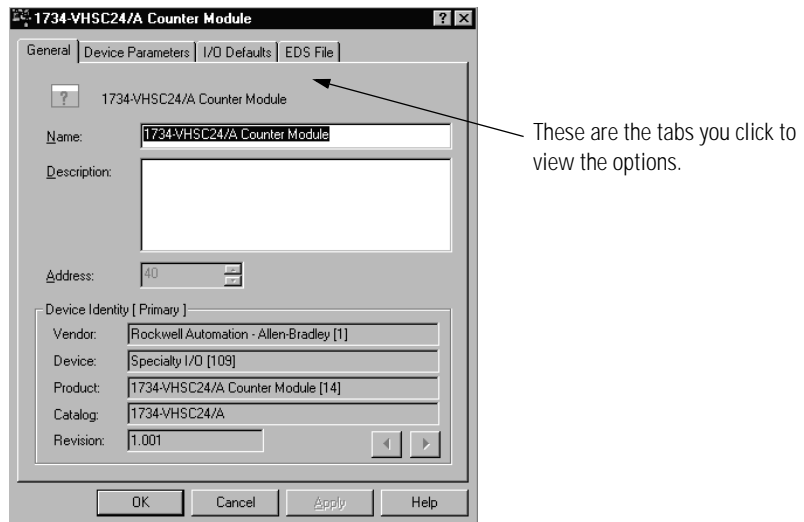 1734-VHSC24/A Counter Module
General Device Parameters I/O Defaults EDS File
1734-VHSC24/A Counter Module
Name: 1734-VHSC24/A Counter Module
Description:
Address: 40
Device Identity [ Primary ]
Vendor: Rockwell Automation - Allen-Bradley [1]
Device: Specialty I/O [109]
Product: 1734-VHSC24/A Counter Module [14]
Catalog: 1734-VHSC24/A
Revision: 1.001
OK Cancel Apply Help
These are the tabs you click to
view the options.